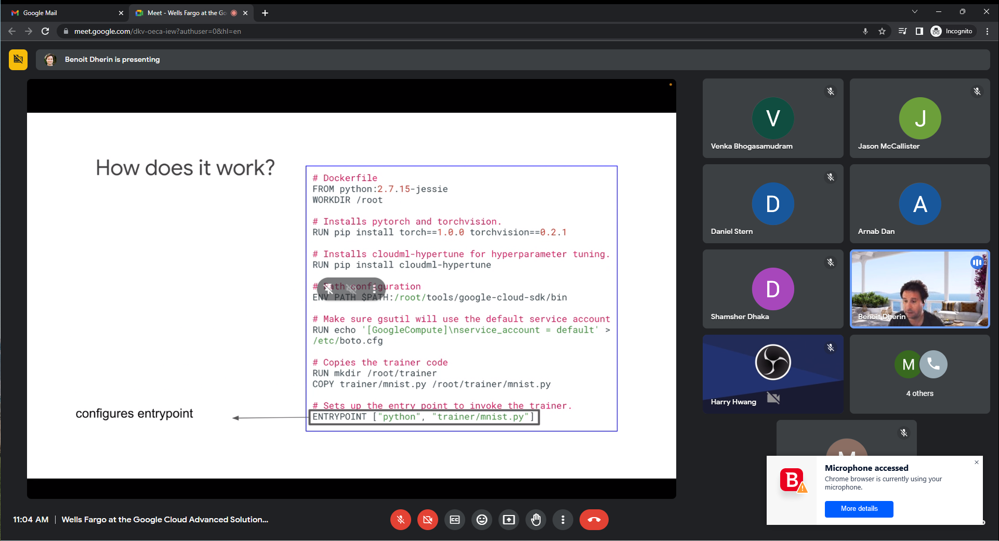 Google Mail
Meet - Wells Fargo at the Go
meet.google.com/dkv-oeca-iew?authuser=0&hl=en
Incognito
Benoit Dherin is presenting
How does it work?
# Dockerfile
FROM python:2.7.15-jessie
WORKDIR /root
# Installs pytorch and torchvision.
RUN pip install torch==1.0.0 torchvision==0.2.1
# Installs cloudml-hypertune for hyperparameter tuning.
RUN pip install cloudml-hypertune
# Path configuration
ENV PATH $PATH:/root/tools/google-cloud-sdk/bin
# Make sure gsutil will use the default service account
RUN echo '[GoogleCompute]\nservice_account = default' >
/etc/boto.cfg
# Copies the trainer code
RUN mkdir /root/trainer
COPY trainer/mnist.py /root/trainer/mnist.py
# Sets up the entry point to invoke the trainer.
ENTRYPOINT ["python", "trainer/mnist.py"]
configures entrypoint
V
Venka Bhogasamudram
J
Jason McCallister
D
Daniel Stern
A
Arnab Dan
D
Shamsher Dhaka
Benoit Dherin
Harry Hwang
M
4 others
M
B
Microphone accessed
Chrome browser is currently using your
microphone.
More details
11:04 AM | Wells Fargo at the Google Cloud Advanced Solution...
CC